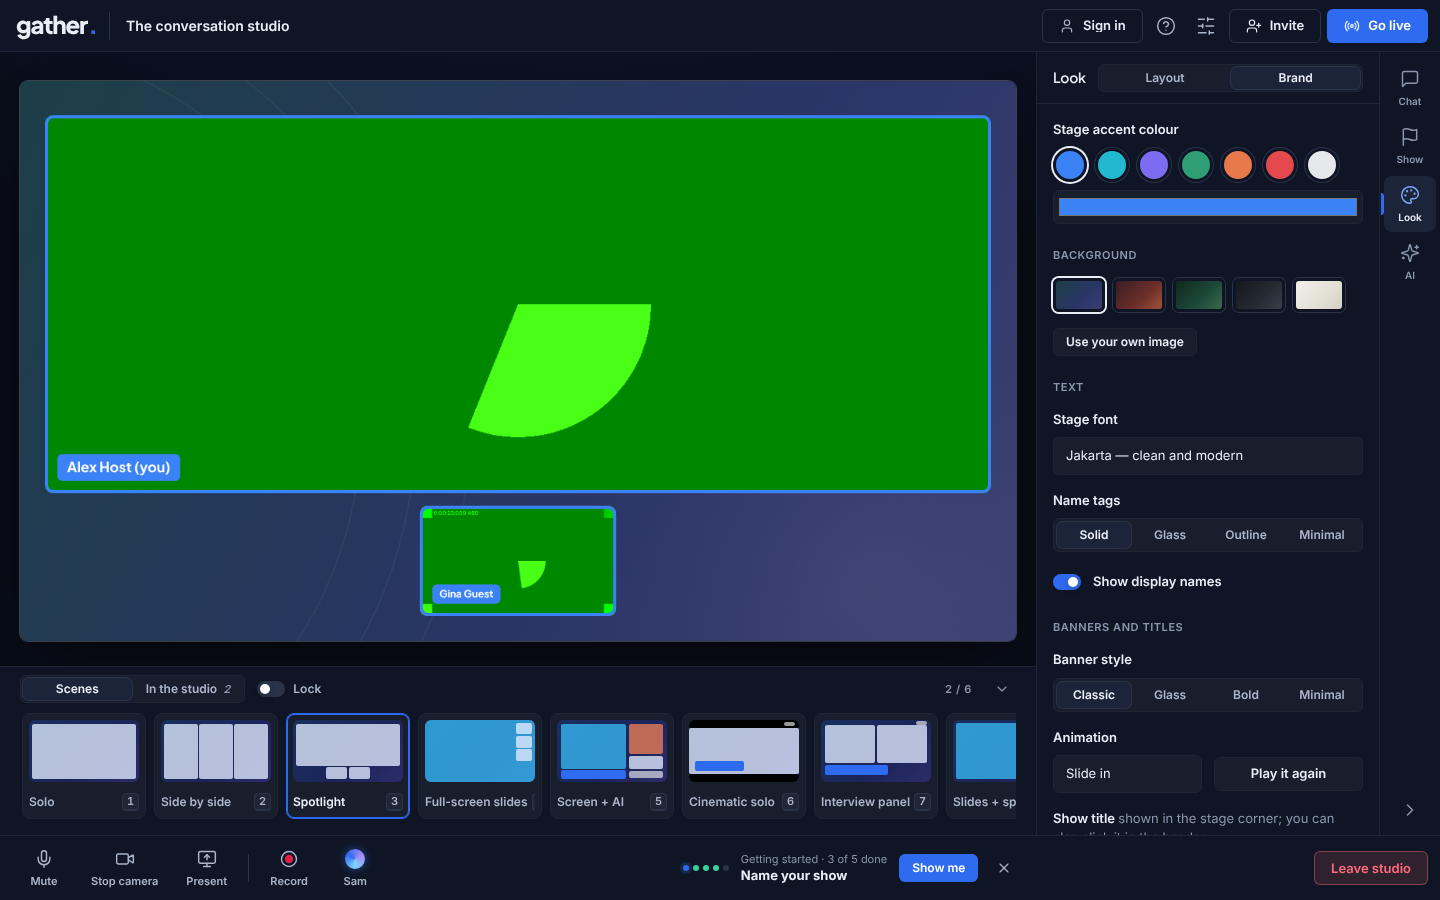 gather.
The conversation studio
Sign in
Invite
Go live
Look
Layout
Brand
Chat
Show
Look
AI
Stage accent colour
BACKGROUND
Use your own image
TEXT
Stage font
Jakarta — clean and modern
Name tags
Solid
Glass
Outline
Minimal
Show display names
BANNERS AND TITLES
Banner style
Classic
Glass
Bold
Minimal
Animation
Slide in
Play it again
Show title shown in the stage corner; you can
Alex Host (you)
Gina Guest
Scenes
In the studio 2
Lock
2 / 6
Solo 1
Side by side 2
Spotlight 3
Full-screen slides
Screen + AI 5
Cinematic solo 6
Interview panel 7
Slides + sp
Mute
Stop camera
Present
Record
Sam
Getting started · 3 of 5 done
Name your show
Show me
Leave studio